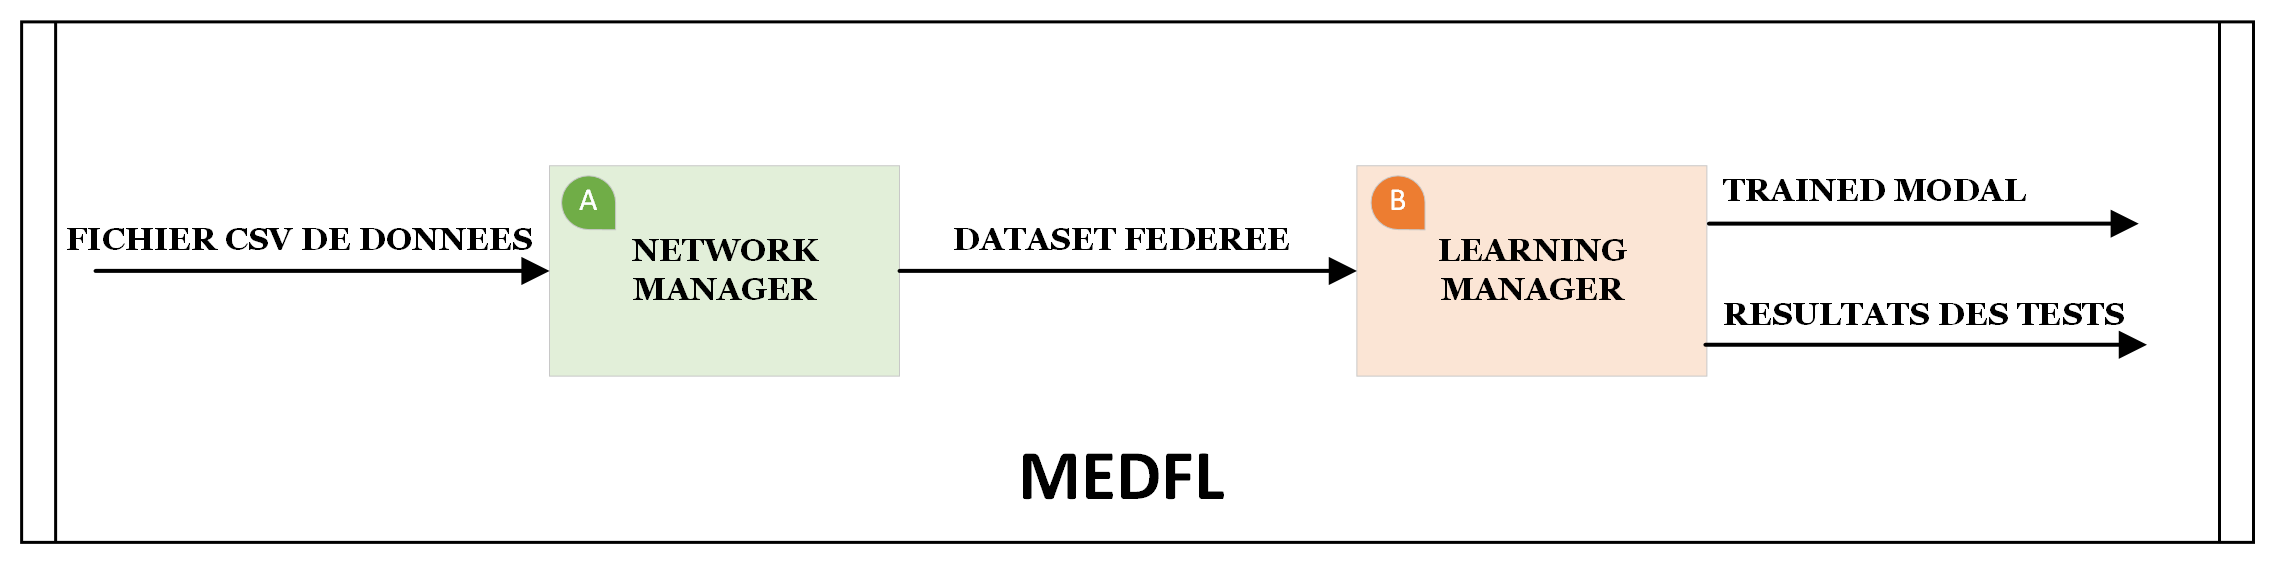 FICHIER CSV DE DONNEES
A
NETWORK
MANAGER
DATASET FEDEREE
B
LEARNING
MANAGER
TRAINED MODAL
RESULTATS DES TESTS
MEDFL